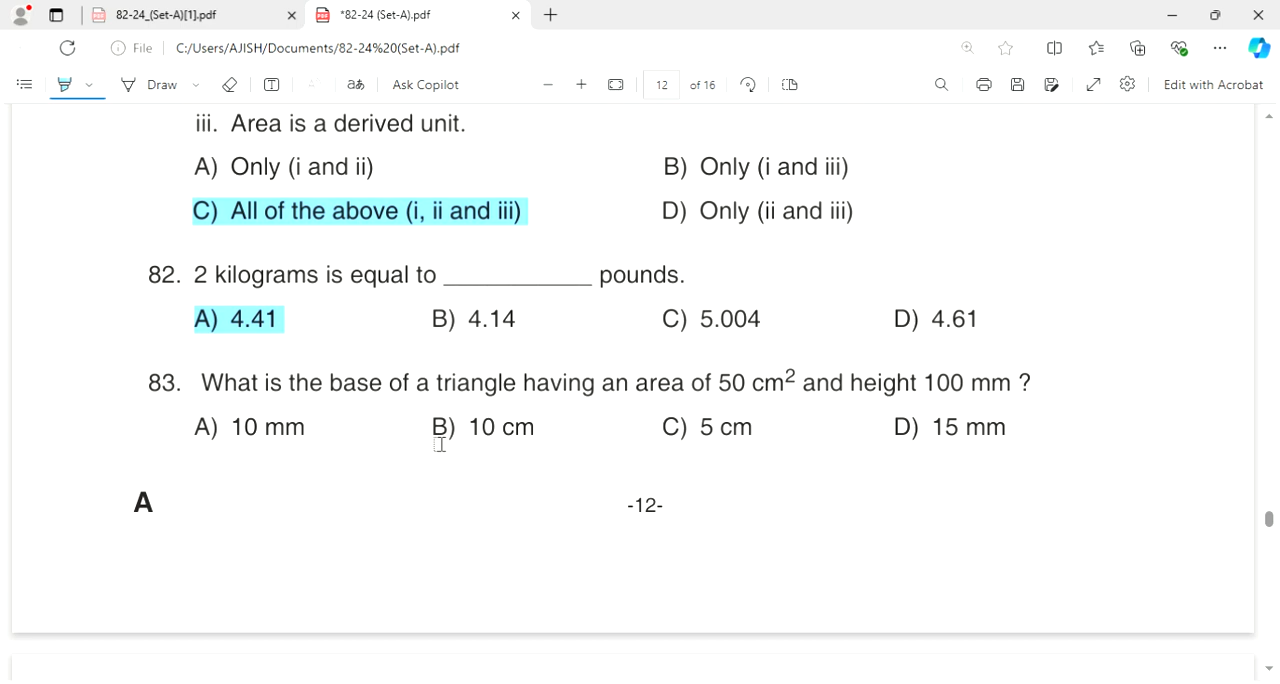 82-24_(Set-A)[1].pdf
*82-24 (Set-A).pdf
File
C:/Users/AJISH/Documents/82-24%20(Set-A).pdf
Draw
aあ
Ask Copilot
12
of 16
Edit with Acrobat
iii. Area is a derived unit.
A) Only (i and ii) B) Only (i and iii)
C) All of the above (i, ii and iii) D) Only (ii and iii)
82. 2 kilograms is equal to ___________ pounds.
A) 4.41 B) 4.14 C) 5.004 D) 4.61
83. What is the base of a triangle having an area of 50 cm² and height 100 mm ?
A) 10 mm B) 10 cm C) 5 cm D) 15 mm
A -12-